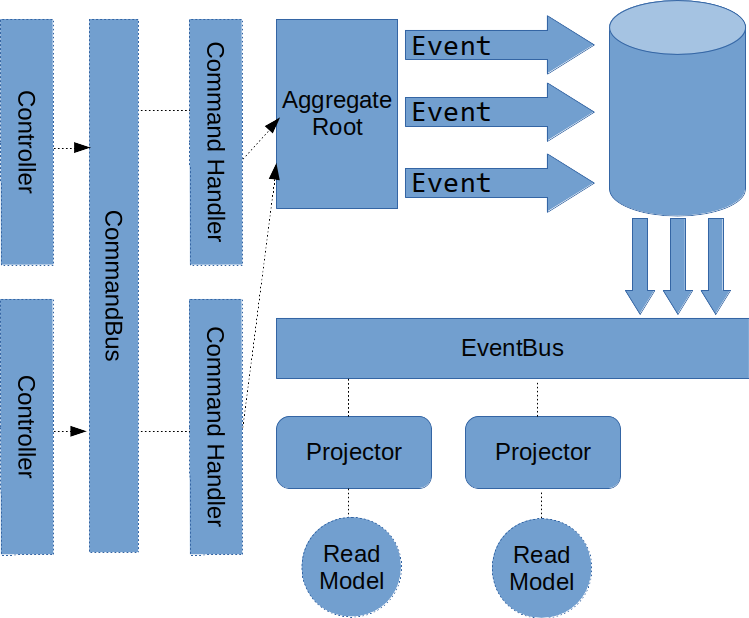 Controller
CommandBus
Command Handler
Aggregate
Root
Event
Event
Event
Controller
Command Handler
EventBus
Projector
Projector
Read
Model
Read
Model